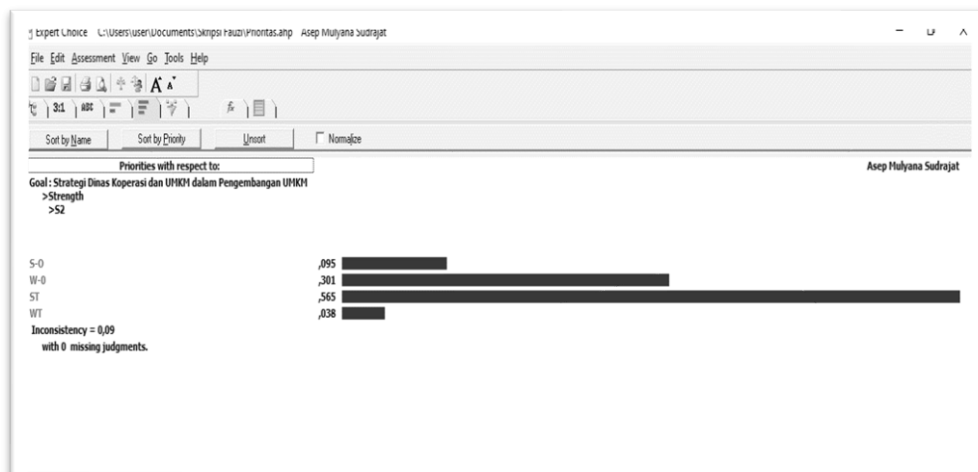 Expert Choice C:\Users\user\Documents\Skripsi Fauzi\Prioritas.ahp Asep Mulyana Sudrajat
File Edit Assessment View Go Tools Help
A A
3:1 ABC
Sort by Name Sort by Priority Unsort Normalize
Priorities with respect to: Asep Mulyana Sudrajat
Goal : Strategi Dinas Koperasi dan UMKM dalam Pengembangan UMKM
>Strength
>S2
S-O ,095
W-O ,301
ST ,565
WT ,038
Inconsistency = 0,09
with 0 missing judgments.